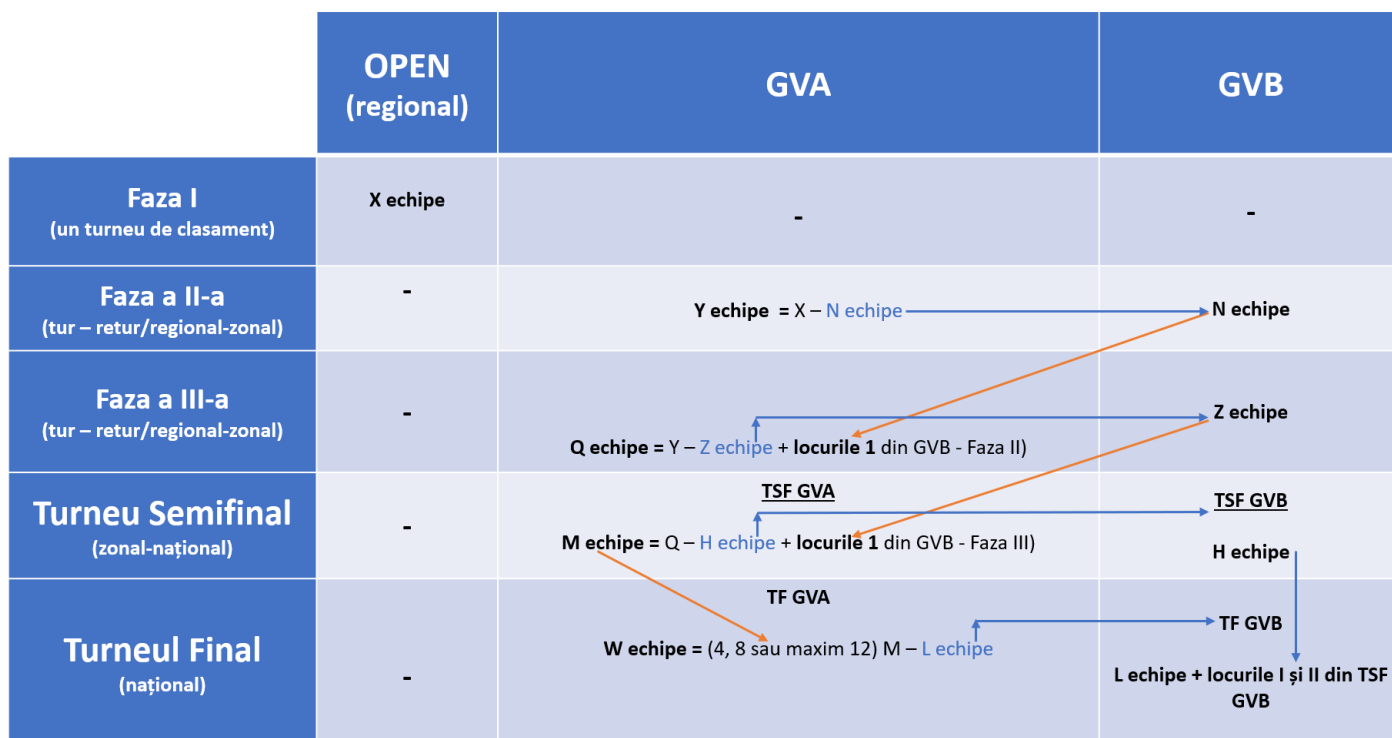 OPEN
(regional)
GVA
GVB
Faza I
(un turneu de clasament)
X echipe
-
-
Faza a II-a
(tur – retur/regional-zonal)
-
Y echipe = X – N echipe
N echipe
Faza a III-a
(tur – retur/regional-zonal)
-
Q echipe = Y – Z echipe + locurile 1 din GVB - Faza II)
Z echipe
Turneu Semifinal
(zonal-național)
-
TSF GVA
M echipe = Q – H echipe + locurile 1 din GVB - Faza III)
TSF GVB
H echipe
Turneul Final
(național)
-
TF GVA
W echipe = (4, 8 sau maxim 12) M – L echipe
TF GVB
L echipe + locurile I și II din TSF
GVB